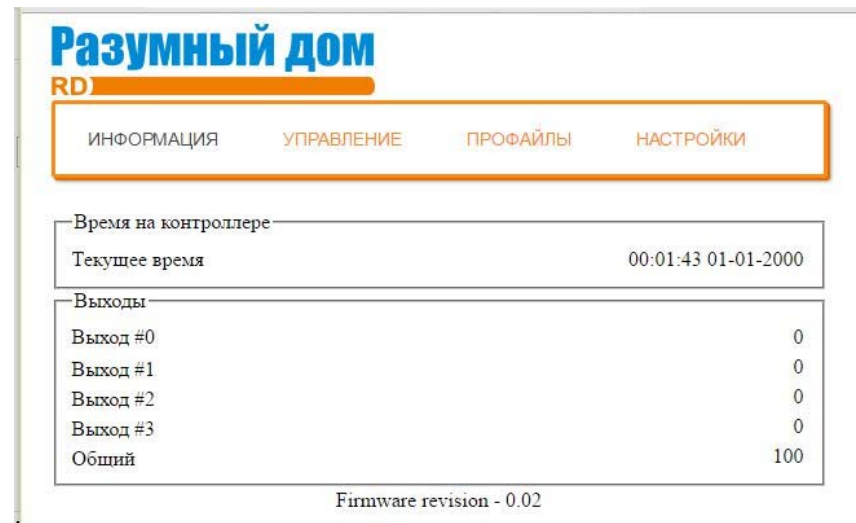 Разумный дом
RD
ИНФОРМАЦИЯ УПРАВЛЕНИЕ ПРОФАЙЛЫ НАСТРОЙКИ
Время на контроллере
Текущее время 00:01:43 01-01-2000
Выходы
Выход #0 0
Выход #1 0
Выход #2 0
Выход #3 0
Общий 100
Firmware revision - 0.02